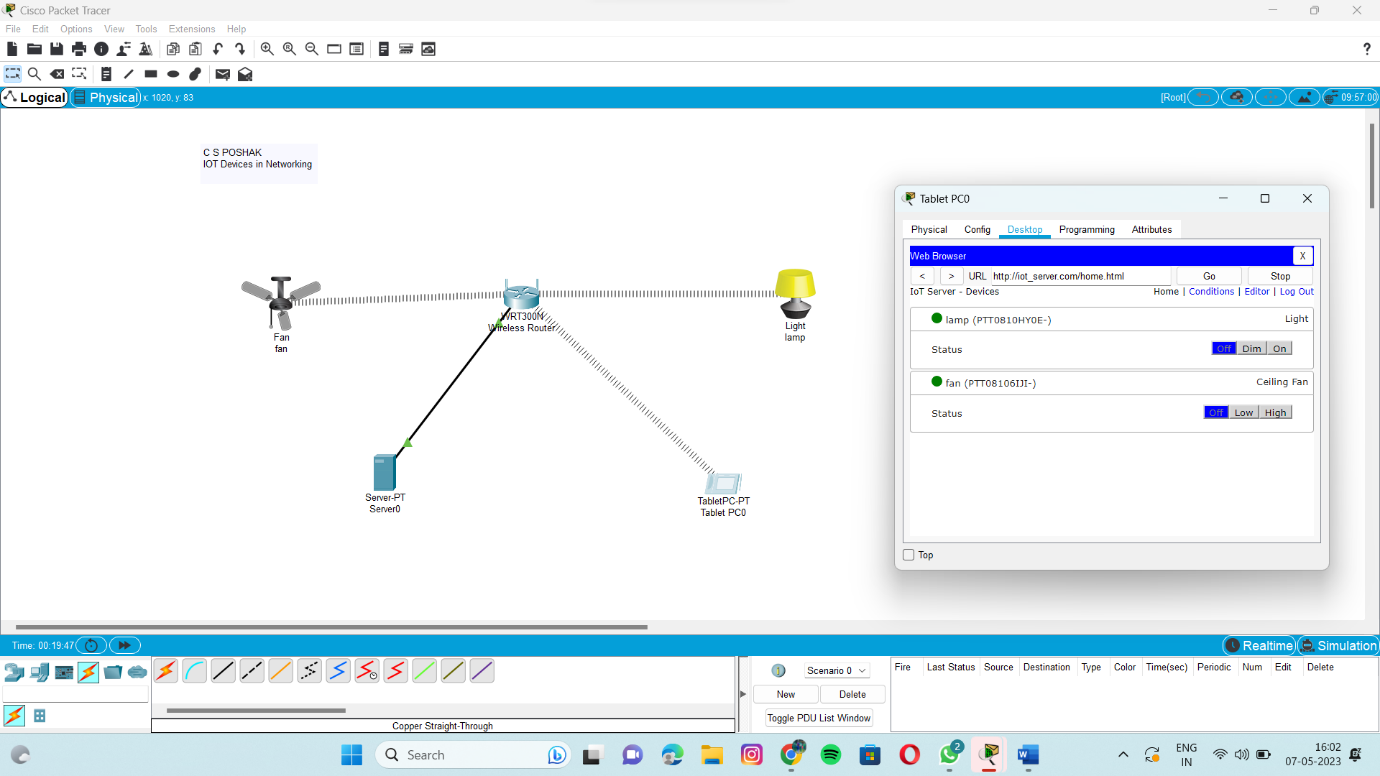 Cisco Packet Tracer
File Edit Options View Tools Extensions Help
?
Logical Physical x: 1020, y: 83 [Root] 09:57:00
C S POSHAK
IOT Devices in Networking
Fan
fan
WRT300N
Wireless Router
Light
lamp
Server-PT
Server0
TabletPC-PT
Tablet PC0
Tablet PC0
Physical Config Desktop Programming Attributes
Web Browser X
< > URL http://iot_server.com/home.html Go Stop
IoT Server - Devices Home | Conditions | Editor | Log Out
lamp (PTT0810HY0E-) Light
Status Off Dim On
fan (PTT08106IJI-) Ceiling Fan
Status Off Low High
Top
Time: 00:19:47 Realtime Simulation
Scenario 0
New Delete
Toggle PDU List Window
Fire Last Status Source Destination Type Color Time(sec) Periodic Num Edit Delete
Copper Straight-Through
Search
2
ENG
IN
16:02
07-05-2023